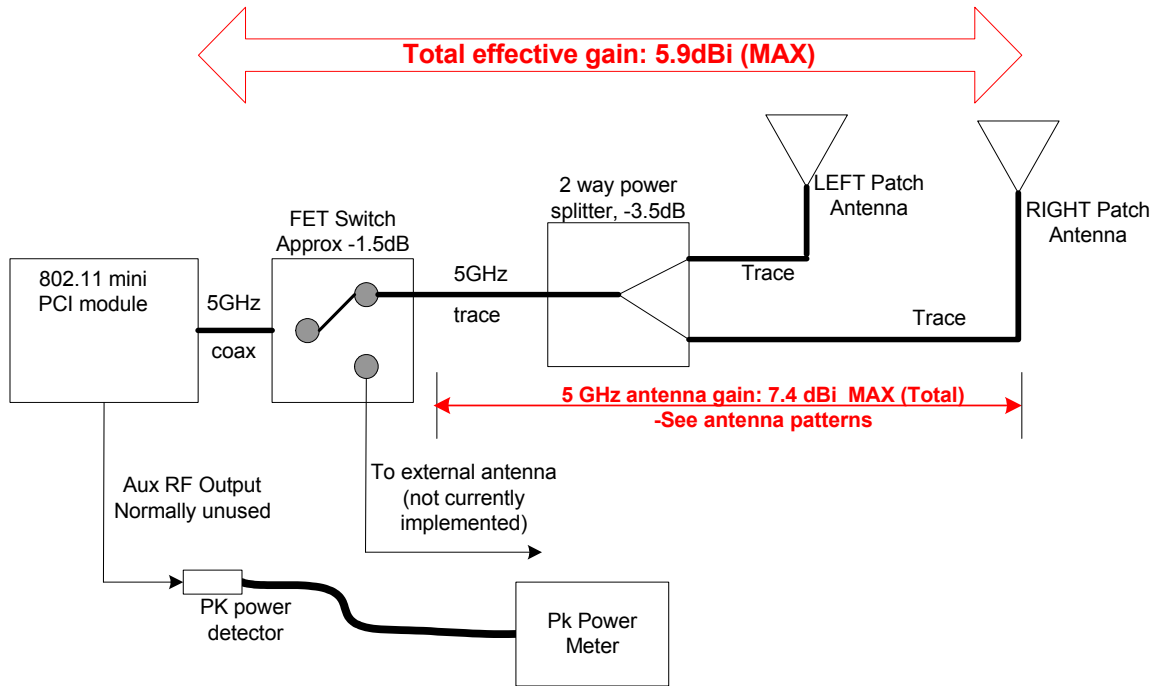 Total effective gain: 5.9dBi (MAX)
LEFT Patch
Antenna
RIGHT Patch
Antenna
2 way power
splitter, -3.5dB
FET Switch
Approx -1.5dB
802.11 mini
PCI module
5GHz
coax
5GHz
trace
Trace
Trace
5 GHz antenna gain: 7.4 dBi  MAX (Total)
-See antenna patterns
To external antenna
(not currently
implemented)
Aux RF Output
Normally unused
PK power
detector
Pk Power
Meter